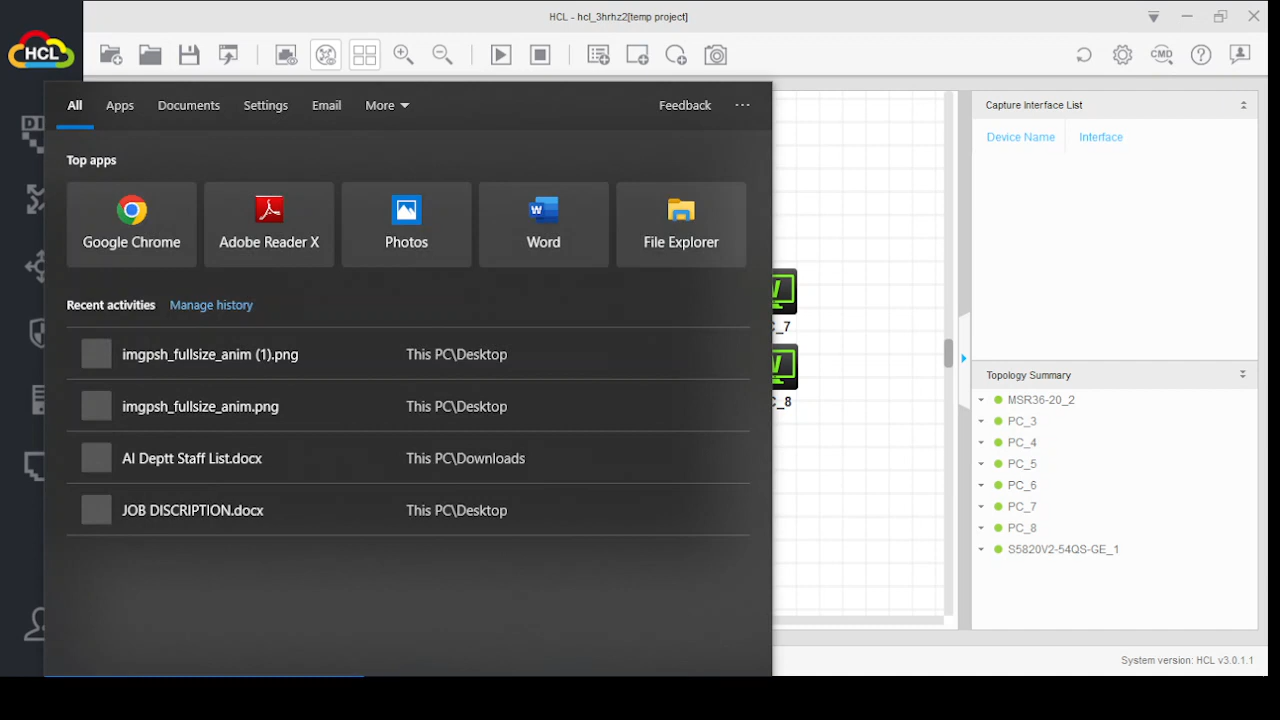 HCL - hcl_3hrhz2[temp project]
HCL
CMD
All Apps Documents Settings Email More Feedback ...
Top apps
Google Chrome Adobe Reader X Photos Word File Explorer
Recent activities Manage history
imgpsh_fullsize_anim (1).png This PC\Desktop
imgpsh_fullsize_anim.png This PC\Desktop
AI Deptt Staff List.docx This PC\Downloads
JOB DISCRIPTION.docx This PC\Desktop
C_7
C_8
Capture Interface List
Device Name Interface
Topology Summary
MSR36-20_2
PC_3
PC_4
PC_5
PC_6
PC_7
PC_8
S5820V2-54QS-GE_1
System version: HCL v3.0.1.1